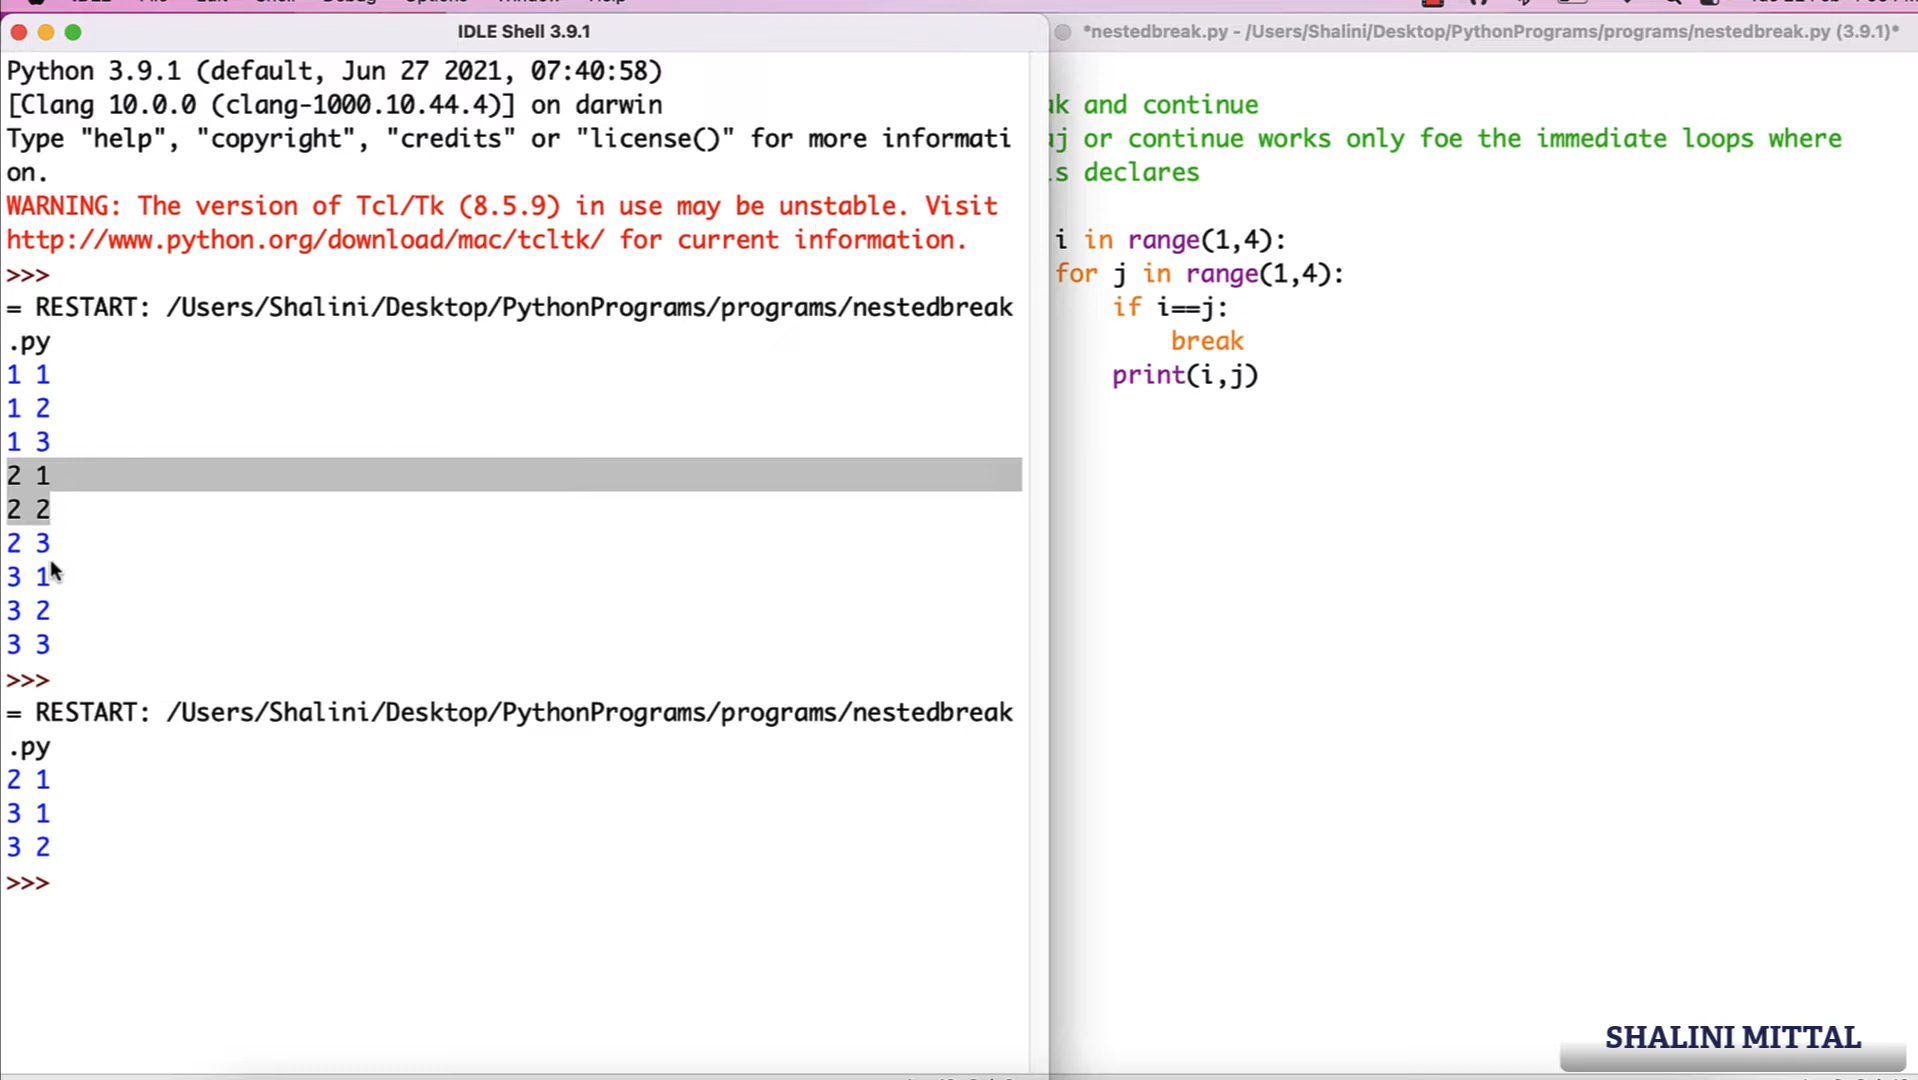 IDLE Shell 3.9.1
Python 3.9.1 (default, Jun 27 2021, 07:40:58)
[Clang 10.0.0 (clang-1000.10.44.4)] on darwin
Type "help", "copyright", "credits" or "license()" for more informati
on.
WARNING: The version of Tcl/Tk (8.5.9) in use may be unstable. Visit
http://www.python.org/download/mac/tcltk/ for current information.
>>>
= RESTART: /Users/Shalini/Desktop/PythonPrograms/programs/nestedbreak
.py
1 1
1 2
1 3
2 1
2 2
2 3
3 1
3 2
3 3
>>>
= RESTART: /Users/Shalini/Desktop/PythonPrograms/programs/nestedbreak
.py
2 1
3 1
3 2
>>>
*nestedbreak.py - /Users/Shalini/Desktop/PythonPrograms/programs/nestedbreak.py (3.9.1)*
and continue
or continue works only foe the immediate loops where
declares
i in range(1,4):
for j in range(1,4):
if i==j:
break
print(i,j)
SHALINI MITTAL